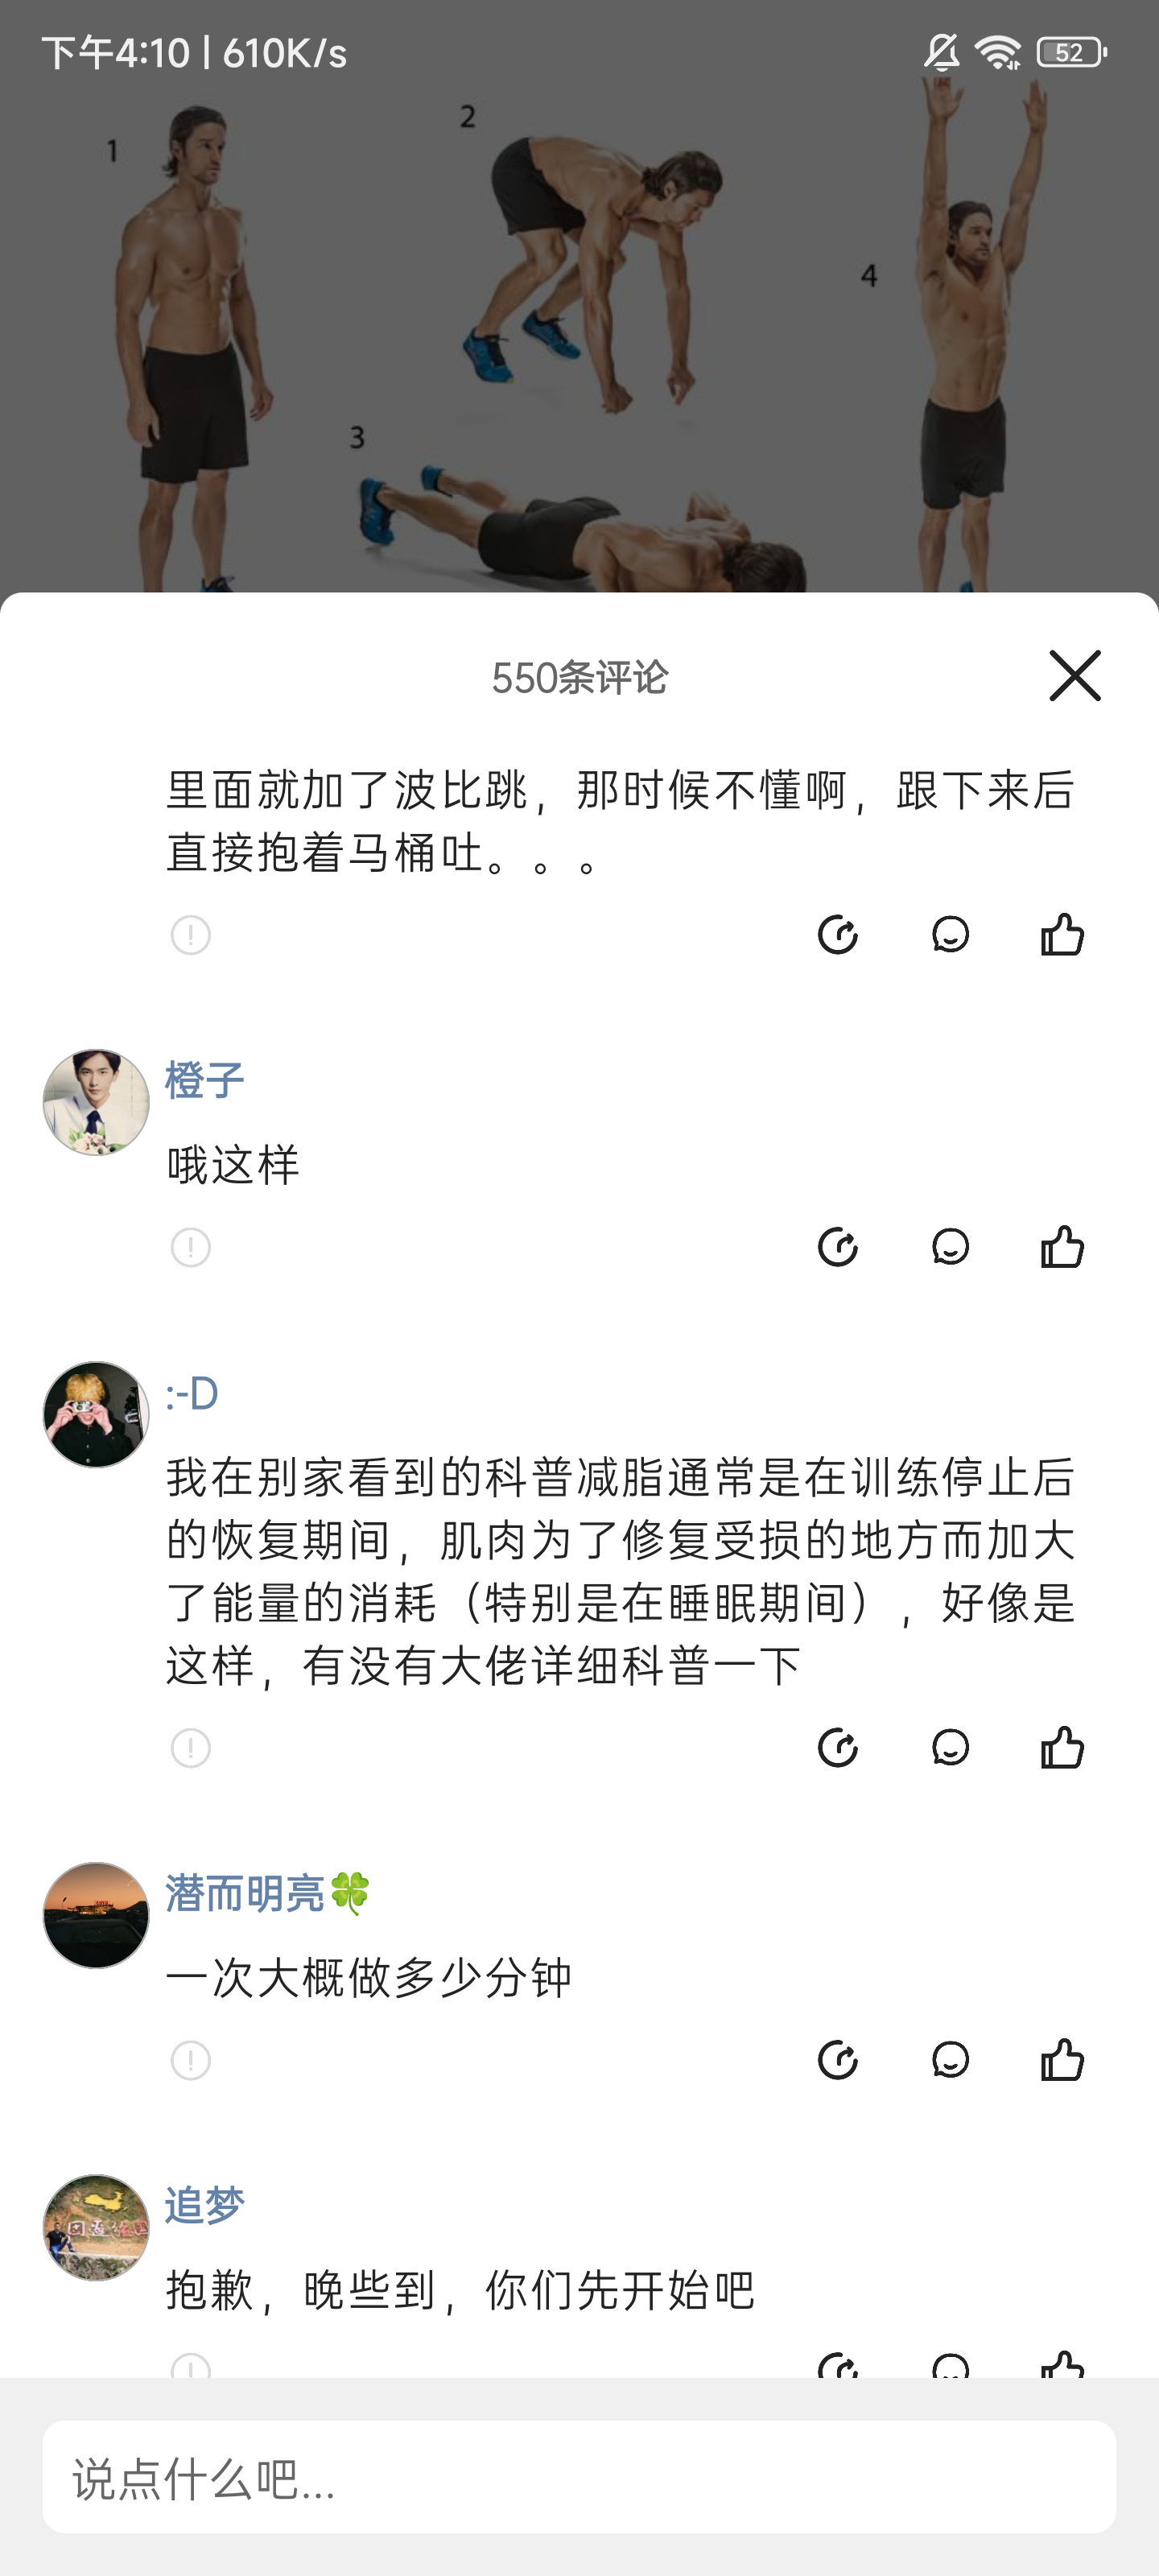 下午4:10 | 610K/s
52
1
2
4
3
550条评论
里面就加了波比跳，那时候不懂啊，跟下来后
直接抱着马桶吐。。。
橙子
哦这样
:-D
我在别家看到的科普减脂通常是在训练停止后
的恢复期间，肌肉为了修复受损的地方而加大
了能量的消耗（特别是在睡眠期间），好像是
这样，有没有大佬详细科普一下
潜而明亮🍀
一次大概做多少分钟
追梦
抱歉，晚些到，你们先开始吧
说点什么吧...